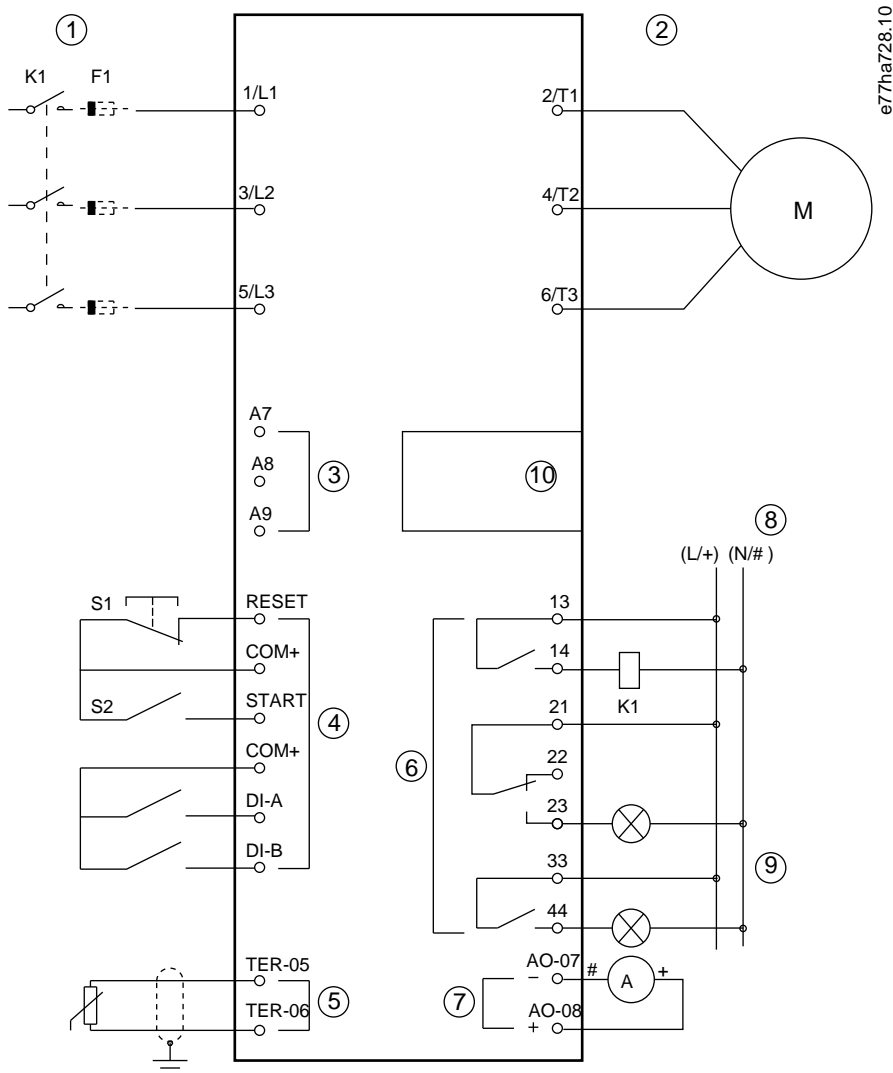 1
2
e77ha728.10
K1 F1
1/L1
2/T1
3/L2
4/T2
M
5/L3
6/T3
A7
A8
3
10
A9
8
(L/+) (N/# )
S1
RESET
13
COM+
14
S2
START
K1
4
21
COM+
22
6
DI-A
23
DI-B
33
9
44
TER-05
AO-07
−
#
A
+
5
7
TER-06
AO-08
+